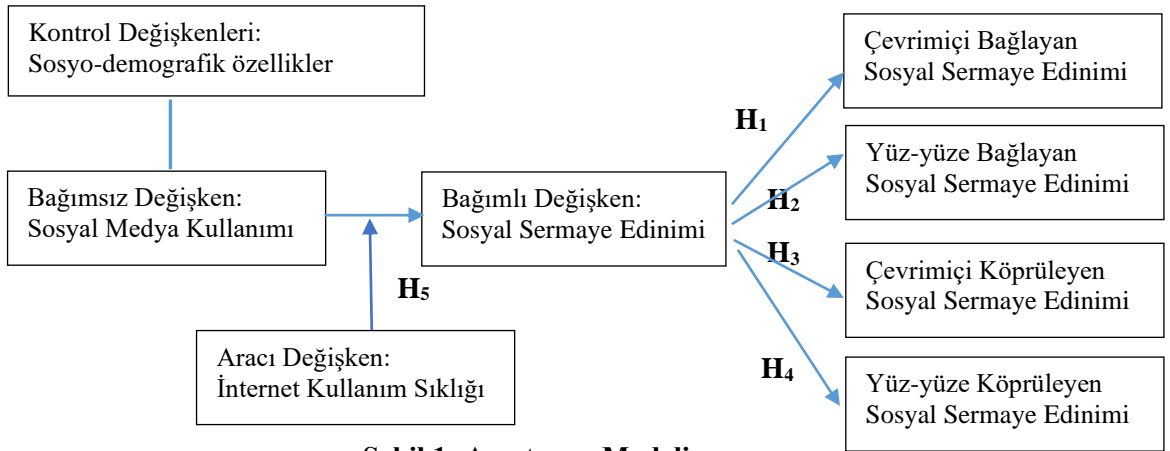 Kontrol Değişkenleri:
Sosyo-demografik özellikler
Bağımsız Değişken:
Sosyal Medya Kullanımı
Bağımlı Değişken:
Sosyal Sermaye Edinimi
Aracı Değişken:
İnternet Kullanım Sıklığı
H5
H1
H2
H3
H4
Çevrimiçi Bağlayan
Sosyal Sermaye Edinimi
Yüz-yüze Bağlayan
Sosyal Sermaye Edinimi
Çevrimiçi Köprüleyen
Sosyal Sermaye Edinimi
Yüz-yüze Köprüleyen
Sosyal Sermaye Edinimi